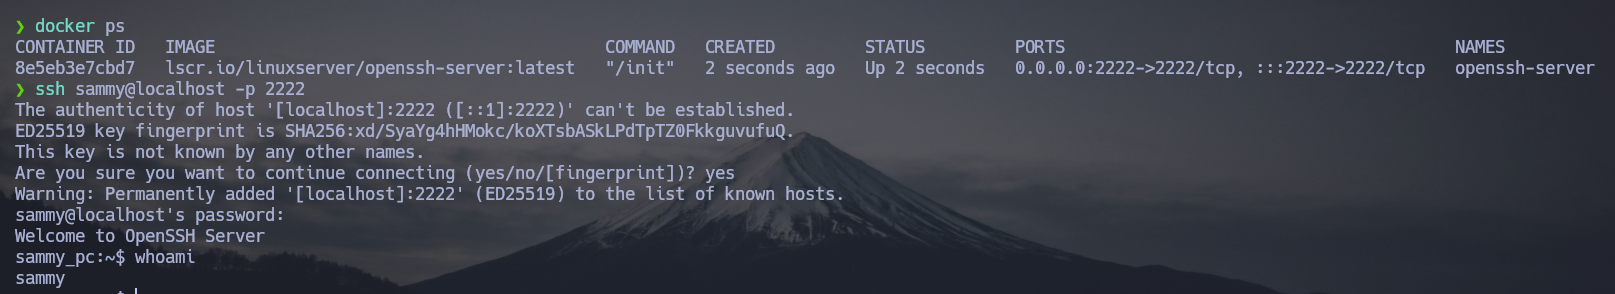 ❯ docker ps
CONTAINER ID   IMAGE                                       COMMAND   CREATED         STATUS         PORTS                                       NAMES
8e5eb3e7cbd7   lscr.io/linuxserver/openssh-server:latest   "/init"   2 seconds ago   Up 2 seconds   0.0.0.0:2222->2222/tcp, :::2222->2222/tcp   openssh-server
❯ ssh sammy@localhost -p 2222
The authenticity of host '[localhost]:2222 ([::1]:2222)' can't be established.
ED25519 key fingerprint is SHA256:xd/SyaYg4hHMokc/koXTsbASkLPdTpTZ0FkkguvufuQ.
This key is not known by any other names.
Are you sure you want to continue connecting (yes/no/[fingerprint])? yes
Warning: Permanently added '[localhost]:2222' (ED25519) to the list of known hosts.
sammy@localhost's password:
Welcome to OpenSSH Server
sammy_pc:~$ whoami
sammy